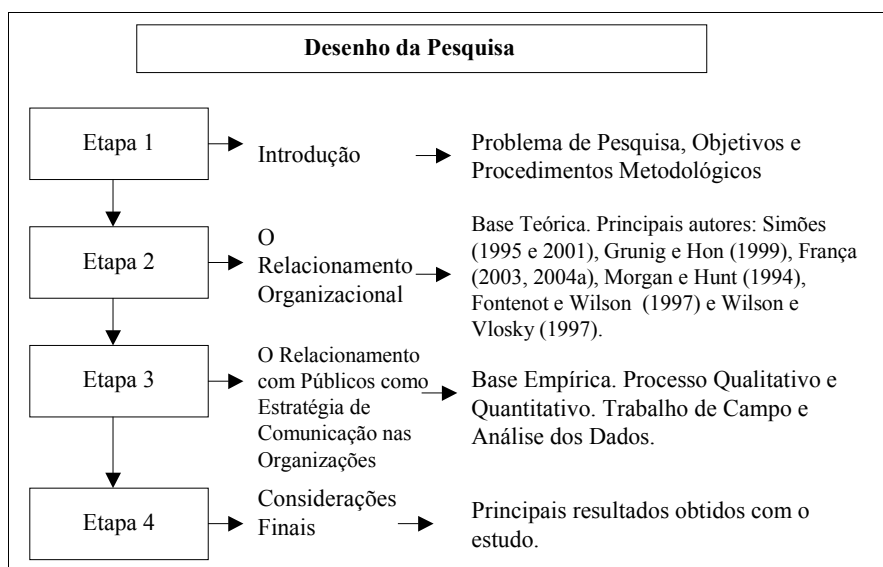 Desenho da Pesquisa
Etapa 1
Introdução
Problema de Pesquisa, Objetivos e
Procedimentos Metodológicos
Etapa 2
O
Relacionamento
Organizacional
Base Teórica. Principais autores: Simões
(1995 e 2001), Grunig e Hon (1999), França
(2003, 2004a), Morgan e Hunt (1994),
Fontenot e Wilson (1997) e Wilson e
Vlosky (1997).
Etapa 3
O Relacionamento
com Públicos como
Estratégia de
Comunicação nas
Organizações
Base Empírica. Processo Qualitativo e
Quantitativo. Trabalho de Campo e
Análise dos Dados.
Etapa 4
Considerações
Finais
Principais resultados obtidos com o
estudo.